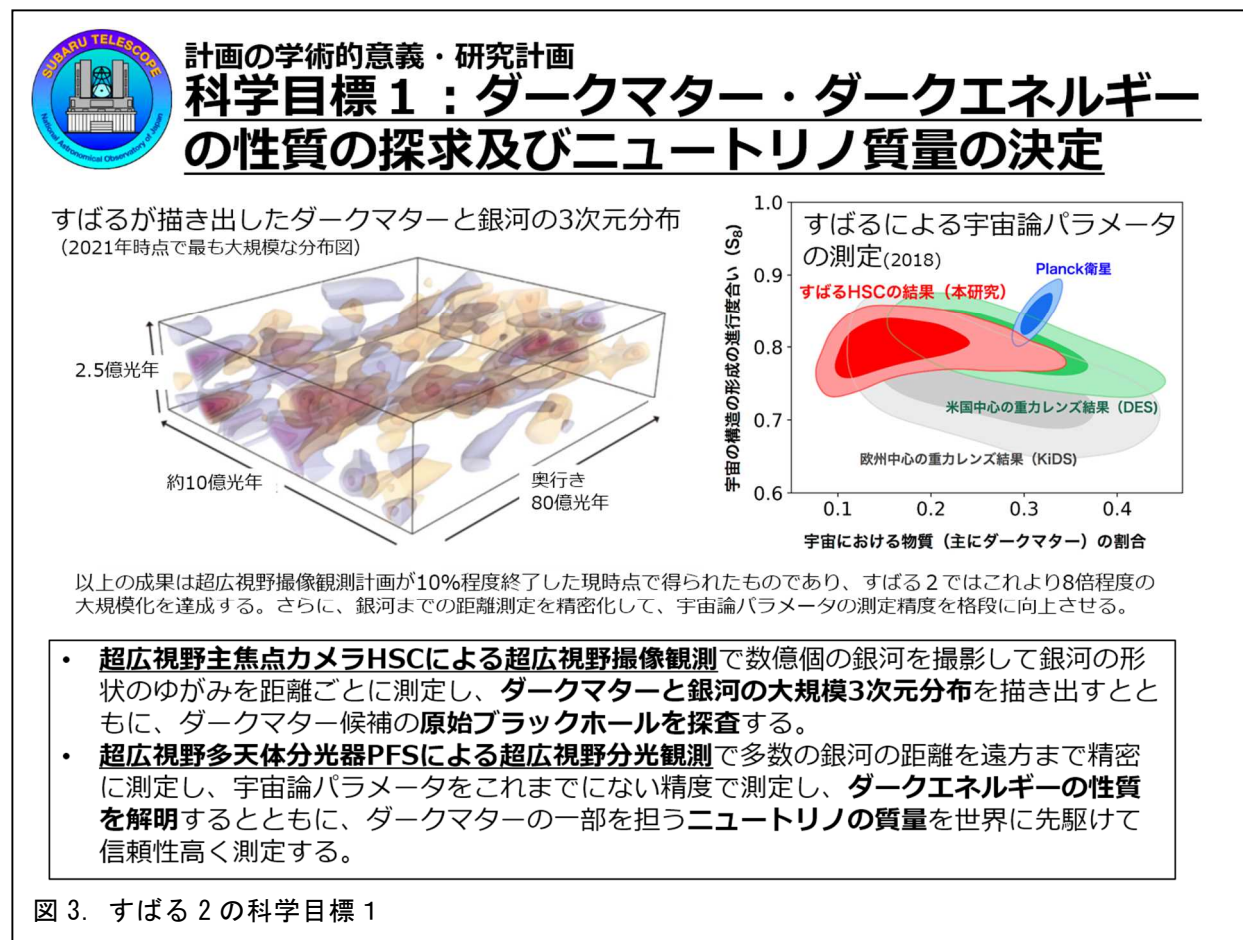 SUBARU TELESCOPE
National Astronomical Observatory of Japan
計画の学術的意義・研究計画
科学目標１：ダークマター・ダークエネルギー
の性質の探求及びニュートリノ質量の決定
すばるが描き出したダークマターと銀河の3次元分布
（2021年時点で最も大規模な分布図）
2.5億光年
約10億光年
奥行き
80億光年
すばるによる宇宙論パラメータ
の測定(2018)
Planck衛星
すばるHSCの結果（本研究）
米国中心の重力レンズ結果（DES）
欧州中心の重力レンズ結果（KiDS）
宇宙の構造の形成の進行度合い（S₈）
1.0
0.9
0.8
0.7
0.6
0.1 0.2 0.3 0.4
宇宙における物質（主にダークマター）の割合
以上の成果は超広視野撮像観測計画が10%程度終了した現時点で得られたものであり、すばる２ではこれより8倍程度の
大規模化を達成する。さらに、銀河までの距離測定を精密化して、宇宙論パラメータの測定精度を格段に向上させる。
• 超広視野主焦点カメラHSCによる超広視野撮像観測で数億個の銀河を撮影して銀河の形
状のゆがみを距離ごとに測定し、ダークマターと銀河の大規模3次元分布を描き出すとと
もに、ダークマター候補の原始ブラックホールを探査する。
• 超広視野多天体分光器PFSによる超広視野分光観測で多数の銀河の距離を遠方まで精密
に測定し、宇宙論パラメータをこれまでにない精度で測定し、ダークエネルギーの性質
を解明するとともに、ダークマターの一部を担うニュートリノの質量を世界に先駆けて
信頼性高く測定する。
図 3. すばる 2 の科学目標 1